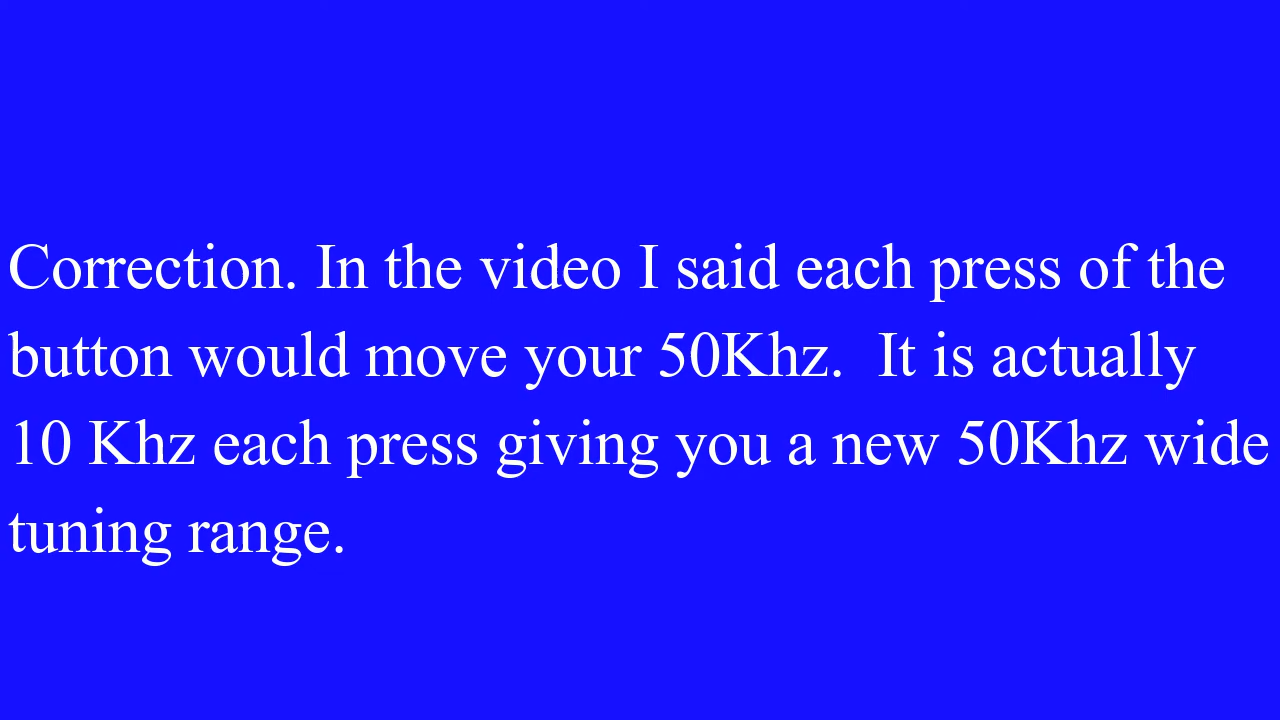 Correction. In the video I said each press of the
button would move your 50Khz.  It is actually
10 Khz each press giving you a new 50Khz wide
tuning range.